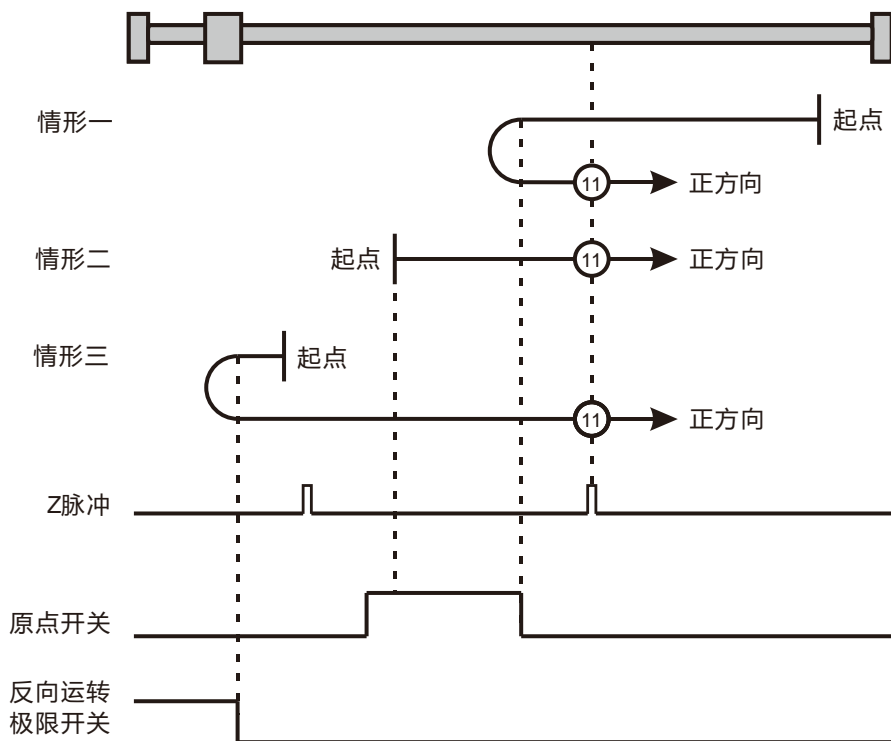 情形一
起点
11
正方向
情形二
起点
11
正方向
情形三
起点
11
正方向
Z脉冲
原点开关
反向运转
极限开关